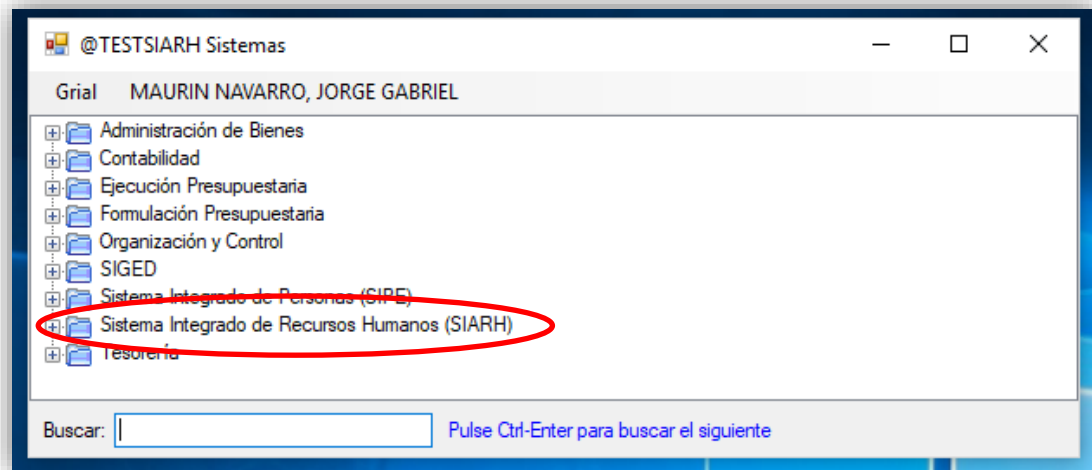 @TESTSIARH Sistemas
Grial MAURIN NAVARRO, JORGE GABRIEL
Administración de Bienes
Contabilidad
Ejecución Presupuestaria
Formulación Presupuestaria
Organización y Control
SIGED
Sistema Integrado de Personas (SIPE)
Sistema Integrado de Recursos Humanos (SIARH)
Tesorería
Buscar: Pulse Ctrl-Enter para buscar el siguiente